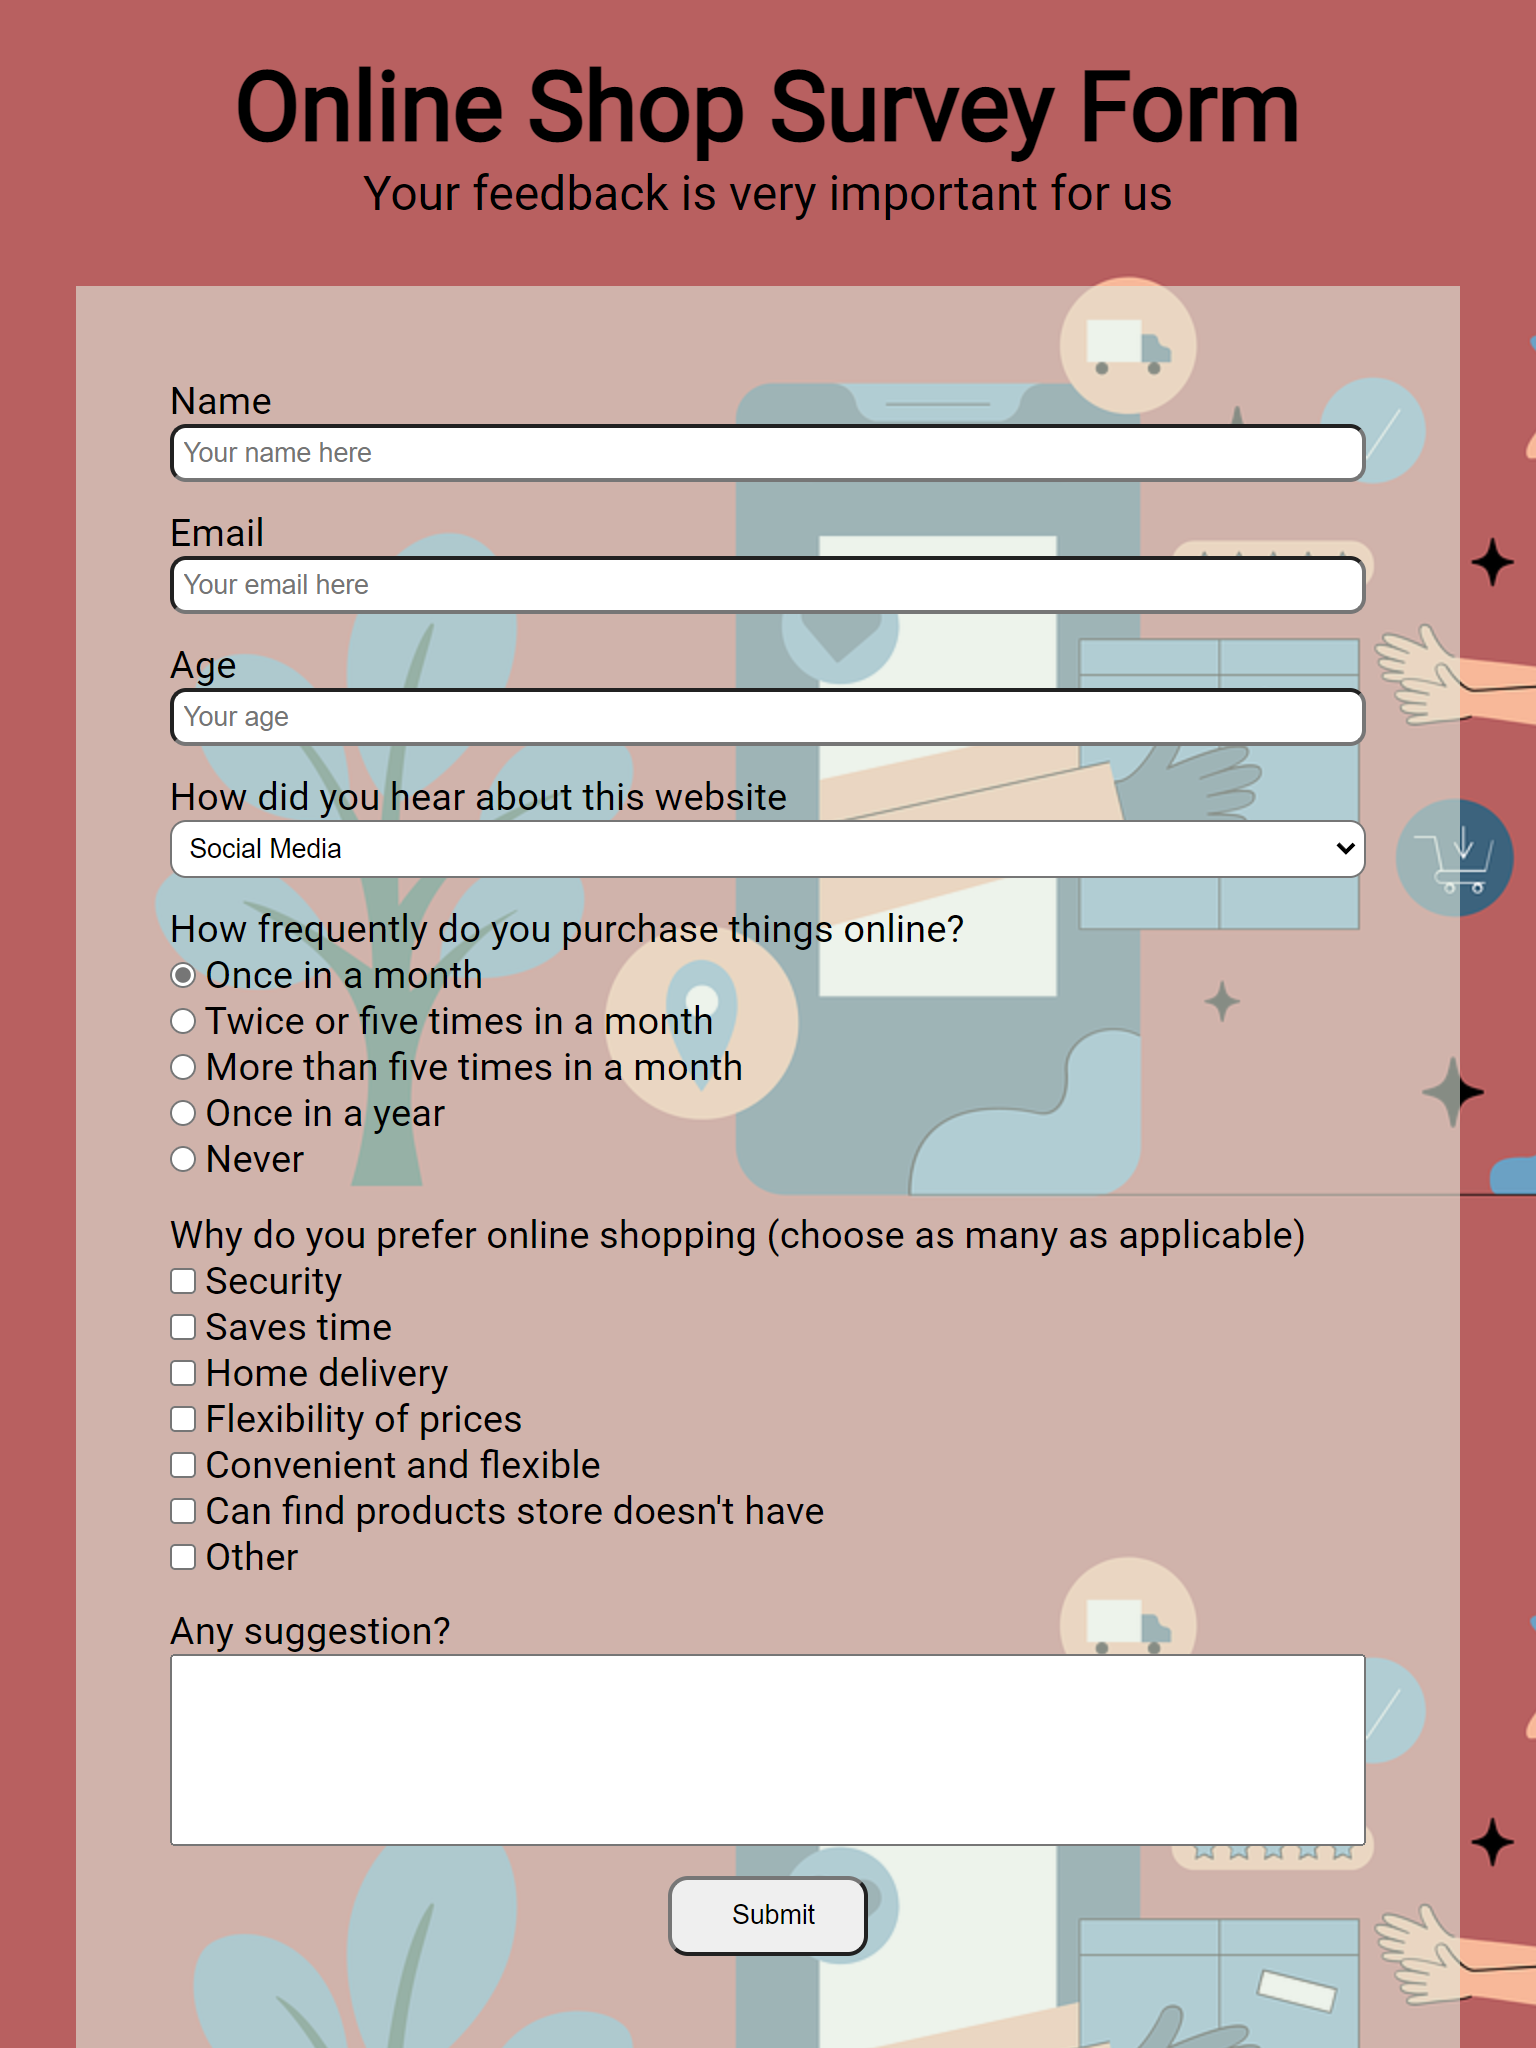 Online Shop Survey Form
Your feedback is very important for us
Name
Your name here
Email
Your email here
Age
Your age
How did you hear about this website
Social Media
How frequently do you purchase things online?
Once in a month
Twice or five times in a month
More than five times in a month
Once in a year
Never
Why do you prefer online shopping (choose as many as applicable)
Security
Saves time
Home delivery
Flexibility of prices
Convenient and flexible
Can find products store doesn't have
Other
Any suggestion?
Submit